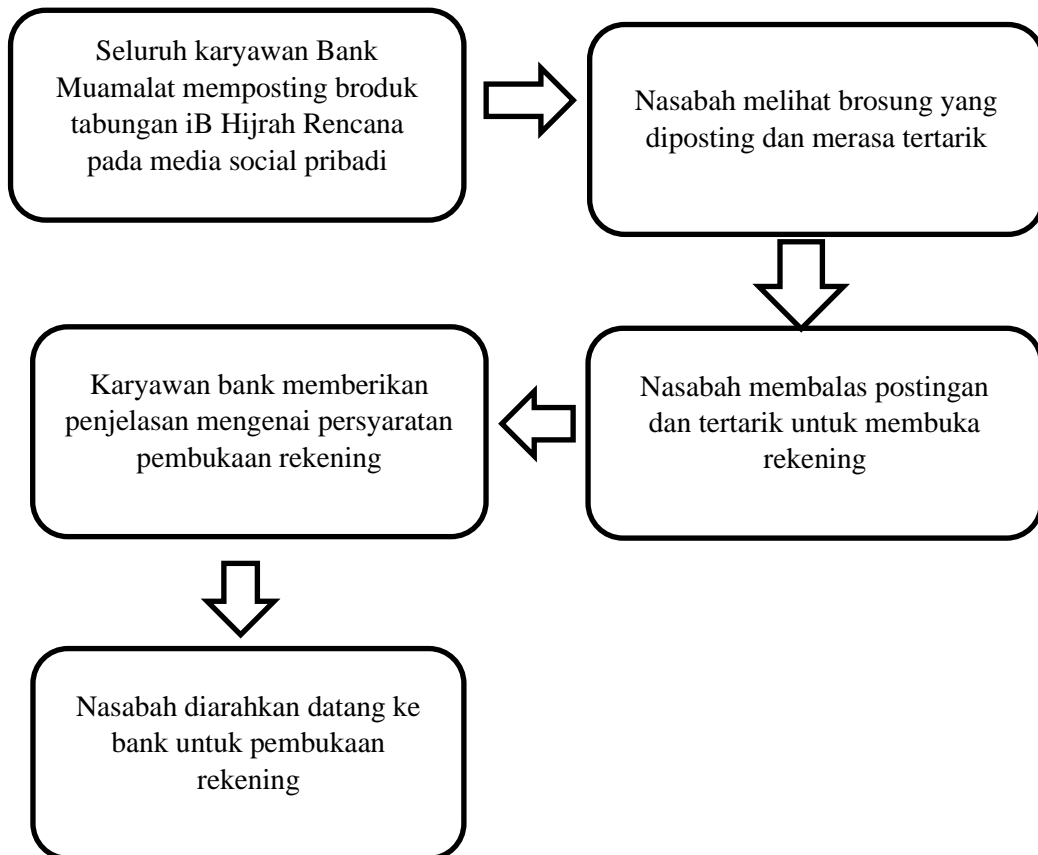 Seluruh karyawan Bank
Muamalat memposting broduk
tabungan iB Hijrah Rencana
pada media social pribadi
Nasabah melihat brosung yang
diposting dan merasa tertarik
Nasabah membalas postingan
dan tertarik untuk membuka
rekening
Karyawan bank memberikan
penjelasan mengenai persyaratan
pembukaan rekening
Nasabah diarahkan datang ke
bank untuk pembukaan
rekening